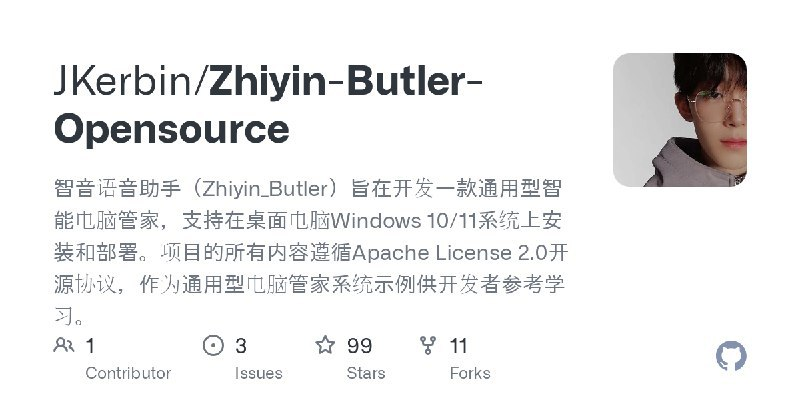 JKerbin/Zhiyin-Butler-
Opensource
智音语音助手（Zhiyin_Butler）旨在开发一款通用型智
能电脑管家，支持在桌面电脑Windows 10/11系统上安
装和部署。项目的所有内容遵循Apache License 2.0开
源协议，作为通用型电脑管家系统示例供开发者参考学
习。
1
Contributor
3
Issues
99
Stars
11
Forks